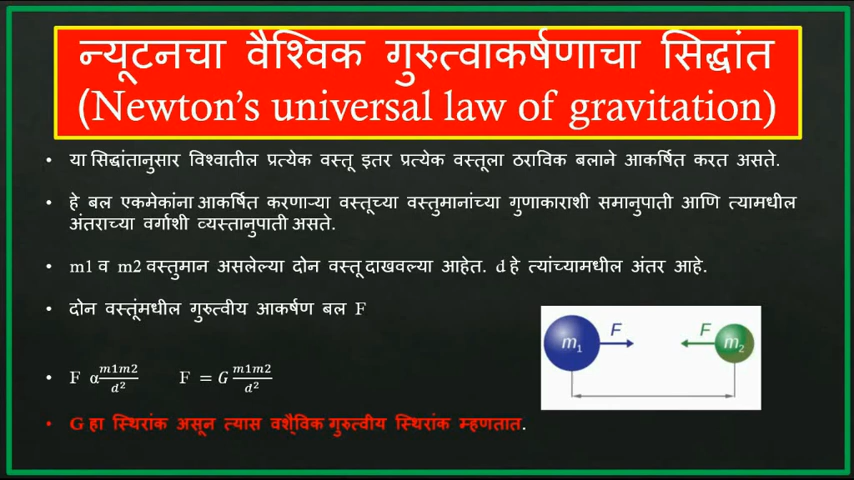 न्यूटनचा वैश्विक गुरुत्वाकर्षणाचा सिद्धांत
(Newton's universal law of gravitation)
• या सिद्धांतानुसार विश्वातील प्रत्येक वस्तू इतर प्रत्येक वस्तूला ठराविक बलाने आकर्षित करत असते.
• हे बल एकमेकांना आकर्षित करणाऱ्या वस्तूच्या वस्तुमानांच्या गुणाकाराशी समानुपाती आणि त्यामधील
अंतराच्या वर्गाशी व्यस्तानुपाती असते.
• m1 व m2 वस्तुमान असलेल्या दोन वस्तू दाखवल्या आहेत. d हे त्यांच्यामधील अंतर आहे.
• दोन वस्तूंमधील गुरुत्वीय आकर्षण बल F
F F
m₁ m₂
• F α m1m2/d² F = G m1m2/d²
• G हा स्थिरांक असून त्यास वश्ैविक गुरुत्वीय स्थिरांक म्हणतात.